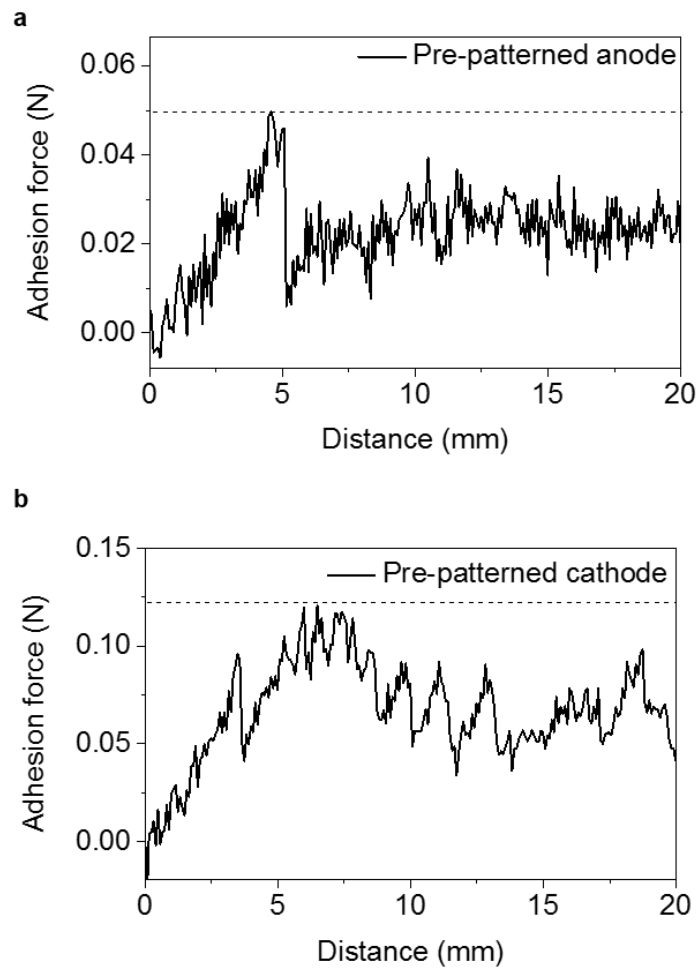 a
Pre-patterned anode
0.06
0.04
0.02
0.00
Adhesion force (N)
0 5 10 15 20
Distance (mm)
b
Pre-patterned cathode
0.15
0.10
0.05
0.00
Adhesion force (N)
0 5 10 15 20
Distance (mm)